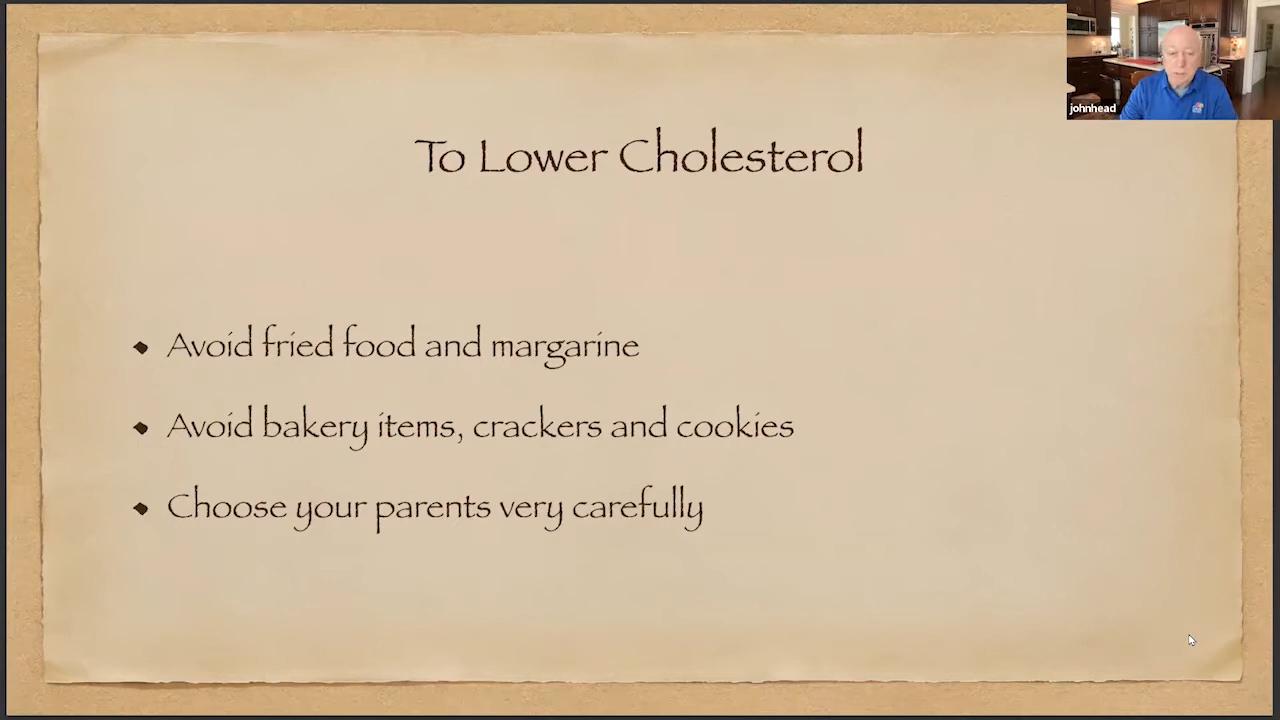 johnhead
To Lower Cholesterol
Avoid fried food and margarine
Avoid bakery items, crackers and cookies
Choose your parents very carefully